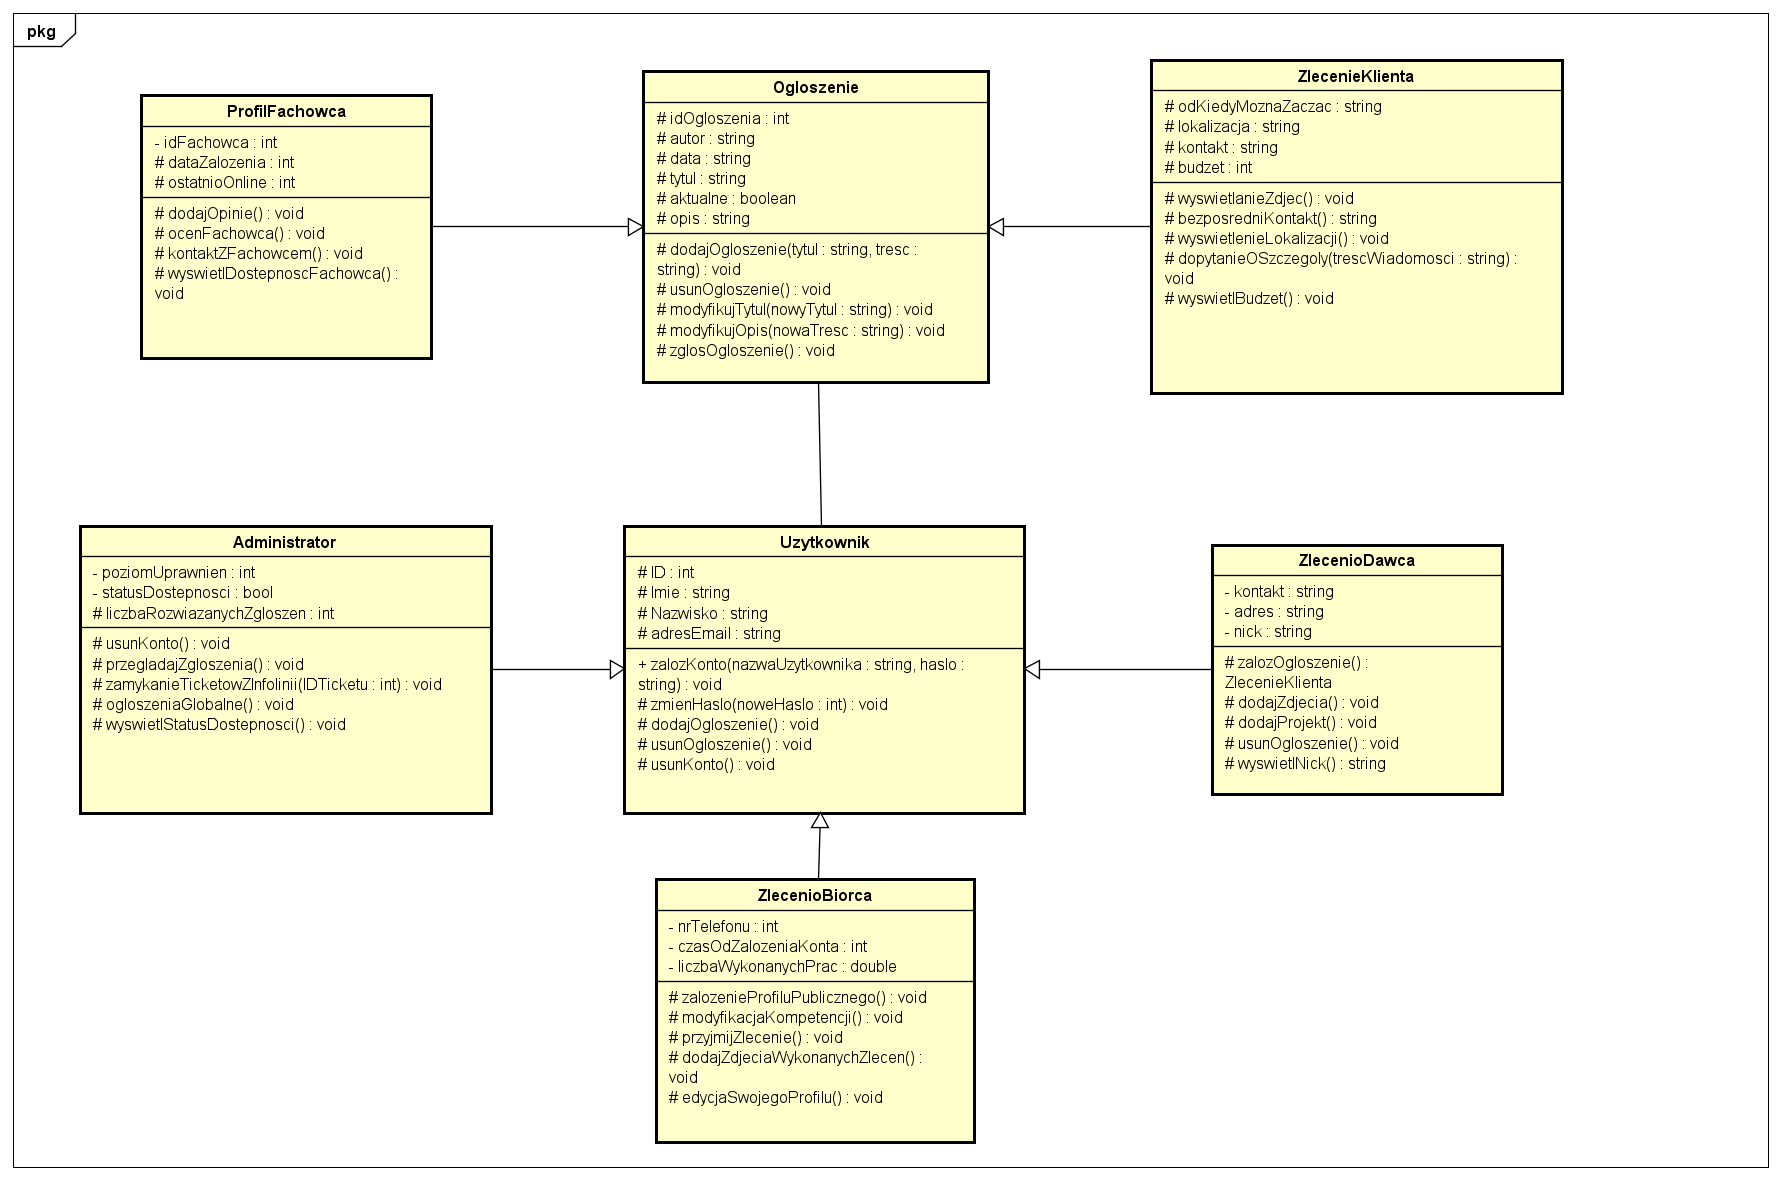 pkg
ProfilFachowca
- idFachowca : int
# dataZalozenia : int
# ostatnioOnline : int
# dodajOpinie() : void
# ocenFachowca() : void
# kontaktZFachowcem() : void
# wyswietlDostepnoscFachowca() :
void
Ogloszenie
# idOgloszenia : int
# autor : string
# data : string
# tytul : string
# aktualne : boolean
# opis : string
# dodajOgloszenie(tytul : string, tresc :
string) : void
# usunOgloszenie() : void
# modyfikujTytul(nowyTytul : string) : void
# modyfikujOpis(nowaTresc : string) : void
# zglosOgloszenie() : void
ZlecenieKlienta
# odKiedyMoznaZaczac : string
# lokalizacja : string
# kontakt : string
# budzet : int
# wyswietlanieZdjec() : void
# bezposredniKontakt() : string
# wyswietlenieLokalizacji() : void
# dopytanieOSzczegoly(trescWiadomosci : string) :
void
# wyswietlBudzet() : void
Administrator
- poziomUprawnien : int
- statusDostepnosci : bool
# liczbaRozwiazanychZgloszen : int
# usunKonto() : void
# przegladajZgloszenia() : void
# zamykanieTicketowZInfolinii(IDTicketu : int) : void
# ogloszeniaGlobalne() : void
# wyswietlStatusDostepnosci() : void
Uzytkownik
# ID : int
# Imie : string
# Nazwisko : string
# adresEmail : string
+ zalozKonto(nazwaUzytkownika : string, haslo :
string) : void
# zmienHaslo(noweHaslo : int) : void
# dodajOgloszenie() : void
# usunOgloszenie() : void
# usunKonto() : void
ZlecenioDawca
- kontakt : string
- adres : string
- nick : string
# zalozOgloszenie() :
ZlecenieKlienta
# dodajZdjecia() : void
# dodajProjekt() : void
# usunOgloszenie() : void
# wyswietlNick() : string
ZlecenioBiorca
- nrTelefonu : int
- czasOdZalozeniaKonta : int
- liczbaWykonanychPrac : double
# zalozenieProfiluPublicznego() : void
# modyfikacjaKompetencji() : void
# przyjmijZlecenie() : void
# dodajZdjeciaWykonanychZlecen() :
void
# edycjaSwojegoProfilu() : void